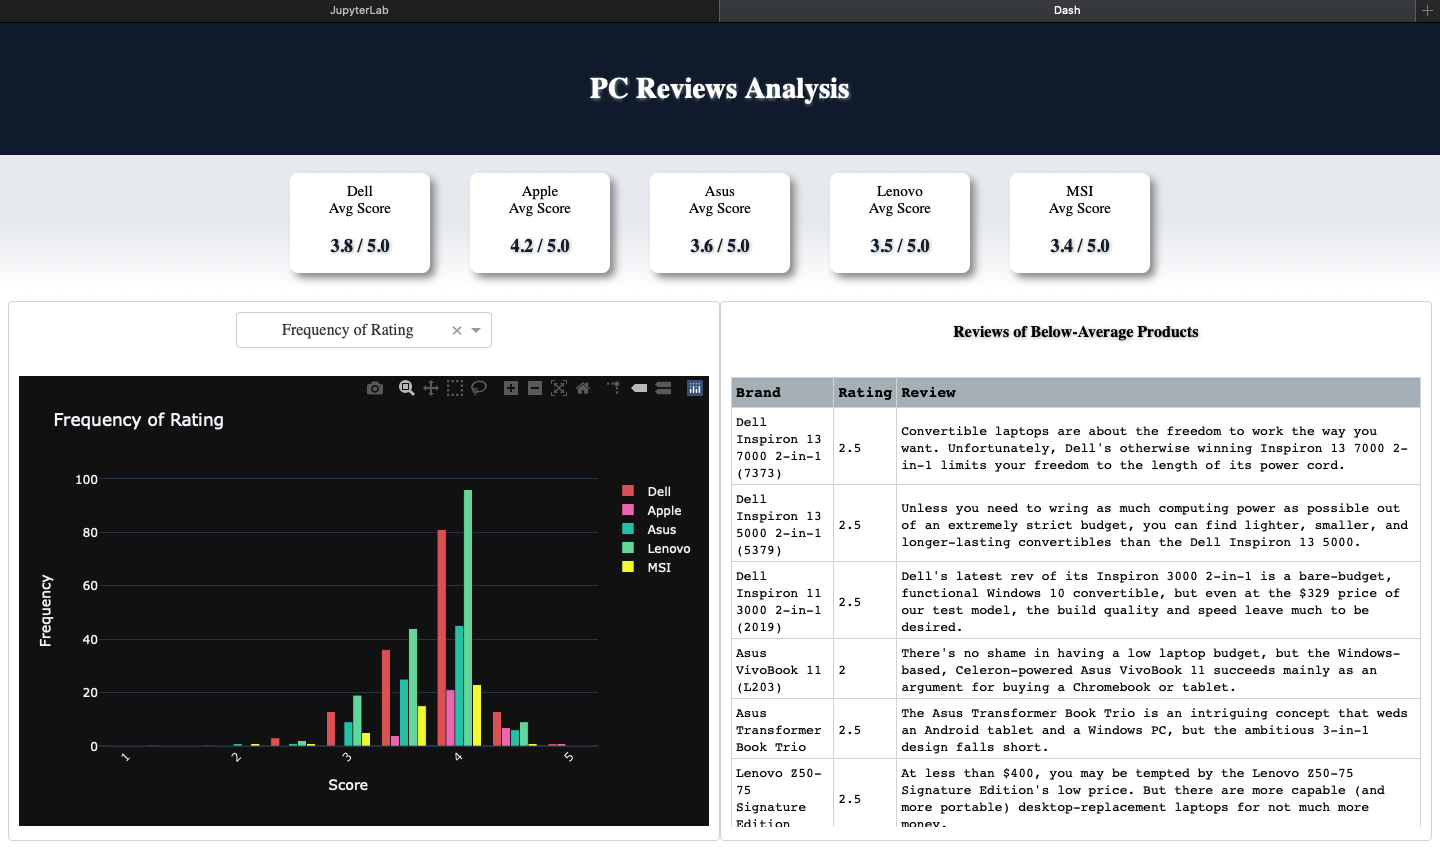 JupyterLab
Dash
PC Reviews Analysis
Dell
Avg Score
3.8 / 5.0
Apple
Avg Score
4.2 / 5.0
Asus
Avg Score
3.6 / 5.0
Lenovo
Avg Score
3.5 / 5.0
MSI
Avg Score
3.4 / 5.0
Frequency of Rating
Frequency of Rating
100
80
60
40
20
0
Frequency
1
2
3
4
5
Score
Dell
Apple
Asus
Lenovo
MSI
Reviews of Below-Average Products
Brand Rating Review
Dell
Inspiron 13
7000 2-in-1
(7373)
2.5
Convertible laptops are about the freedom to work the way you
want. Unfortunately, Dell's otherwise winning Inspiron 13 7000 2-
in-1 limits your freedom to the length of its power cord.
Dell
Inspiron 13
5000 2-in-1
(5379)
2.5
Unless you need to wring as much computing power as possible out
of an extremely strict budget, you can find lighter, smaller, and
longer-lasting convertibles than the Dell Inspiron 13 5000.
Dell
Inspiron 11
3000 2-in-1
(2019)
2.5
Dell's latest rev of its Inspiron 3000 2-in-1 is a bare-budget,
functional Windows 10 convertible, but even at the $329 price of
our test model, the build quality and speed leave much to be
desired.
Asus
VivoBook 11
(L203)
2
There's no shame in having a low laptop budget, but the Windows-
based, Celeron-powered Asus VivoBook 11 succeeds mainly as an
argument for buying a Chromebook or tablet.
Asus
Transformer
Book Trio
2.5
The Asus Transformer Book Trio is an intriguing concept that weds
an Android tablet and a Windows PC, but the ambitious 3-in-1
design falls short.
Lenovo Z50-
75
Signature
Edition
2.5
At less than $400, you may be tempted by the Lenovo Z50-75
Signature Edition's low price. But there are more capable (and
more portable) desktop-replacement laptops for not much more
money.